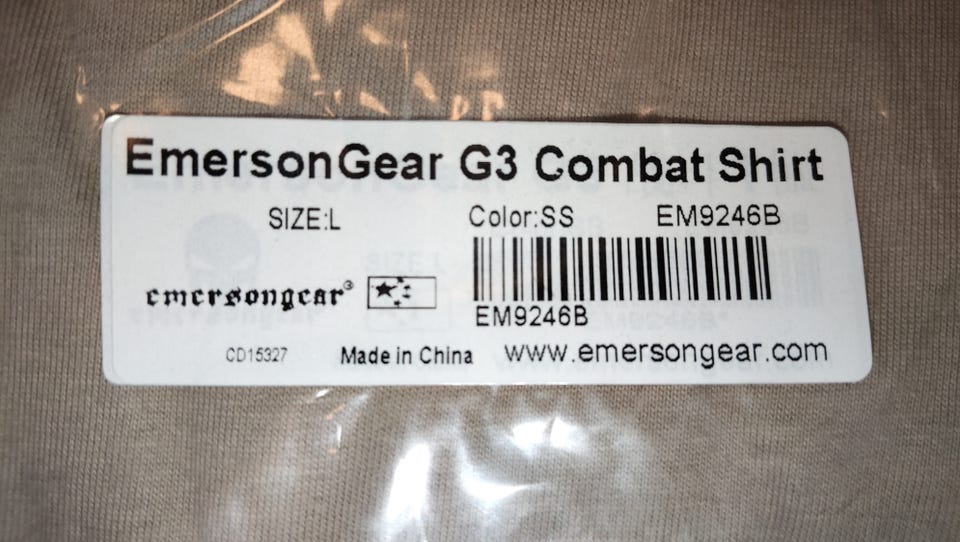 EmersonGear G3 Combat Shirt
SIZE:L Color:SS EM9246B
emersongear®
EM9246B
CD15327 Made in China www.emersongear.com